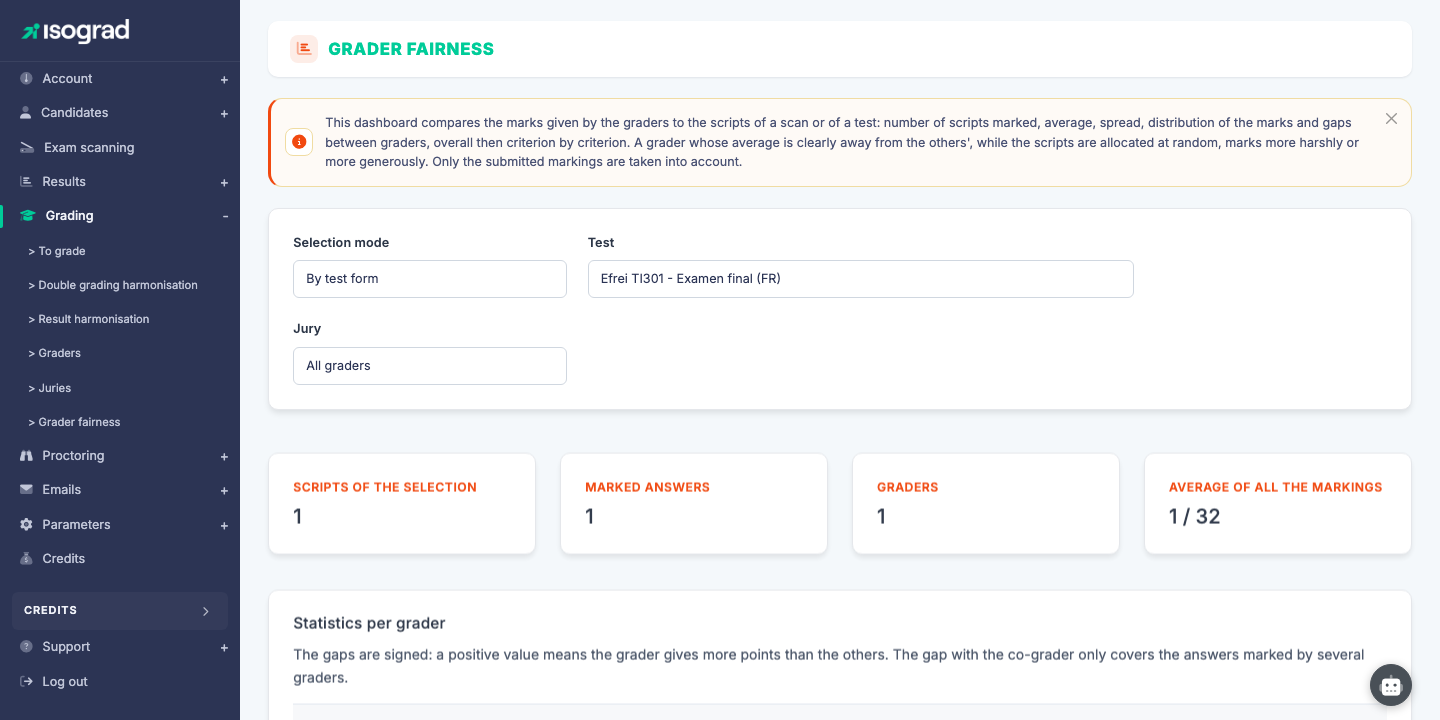 isograd
GRADER FAIRNESS
Account +
Candidates +
Exam scanning
Results +
Grading -
> To grade
> Double grading harmonisation
> Result harmonisation
> Graders
> Juries
> Grader fairness
Proctoring +
Emails +
Parameters +
Credits
CREDITS
Support +
Log out
This dashboard compares the marks given by the graders to the scripts of a scan or of a test: number of scripts marked, average, spread, distribution of the marks and gaps
between graders, overall then criterion by criterion. A grader whose average is clearly away from the others', while the scripts are allocated at random, marks more harshly or
more generously. Only the submitted markings are taken into account.
Selection mode
By test form
Test
Efrei TI301 - Examen final (FR)
Jury
All graders
SCRIPTS OF THE SELECTION
1
MARKED ANSWERS
1
GRADERS
1
AVERAGE OF ALL THE MARKINGS
1 / 32
Statistics per grader
The gaps are signed: a positive value means the grader gives more points than the others. The gap with the co-grader only covers the answers marked by several
graders.